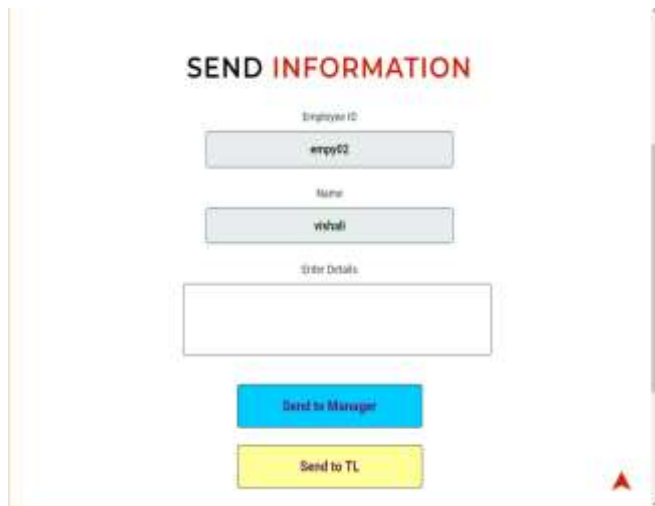 SEND INFORMATION
Employee ID
empy02
Name
vishali
Enter Details
Send to Manager
Send to TL